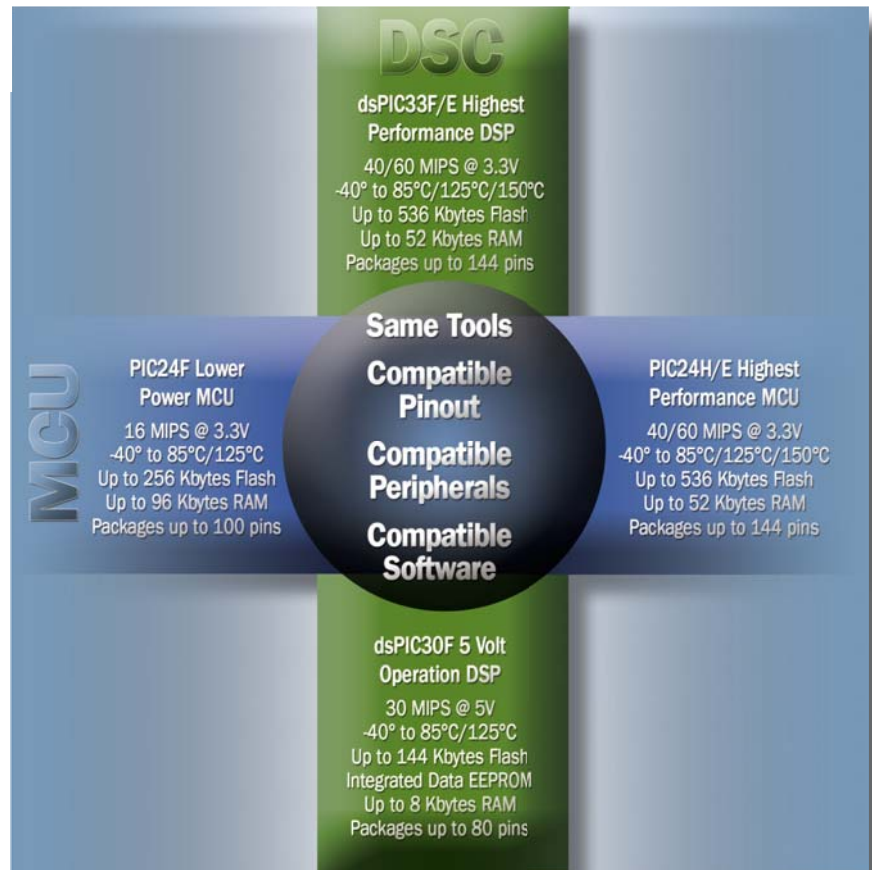 DSC
dsPIC33F/E Highest
Performance DSP
40/60 MIPS @ 3.3V
-40° to 85°C/125°C/150°C
Up to 536 Kbytes Flash
Up to 52 Kbytes RAM
Packages up to 144 pins
MCU
PIC24F Lower
Power MCU
16 MIPS @ 3.3V
-40° to 85°C/125°C
Up to 256 Kbytes Flash
Up to 96 Kbytes RAM
Packages up to 100 pins
Same Tools
Compatible
Pinout
Compatible
Peripherals
Compatible
Software
PIC24H/E Highest
Performance MCU
40/60 MIPS @ 3.3V
-40° to 85°C/125°C/150°C
Up to 536 Kbytes Flash
Up to 52 Kbytes RAM
Packages up to 144 pins
dsPIC30F 5 Volt
Operation DSP
30 MIPS @ 5V
-40° to 85°C/125°C
Up to 144 Kbytes Flash
Integrated Data EEPROM
Up to 8 Kbytes RAM
Packages up to 80 pins